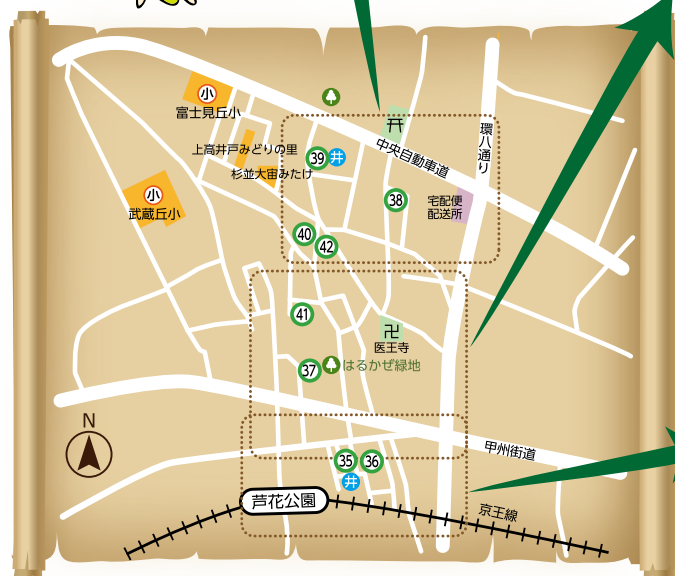 小
富士見丘小
上高井戸みどりの里
杉並大宙みたけ
小
武蔵丘小
39
井
中央自動車道
環八通り
38
宅配便
配送所
40
42
41
卍
医王寺
37
はるかぜ緑地
N
甲州街道
35
36
井
芦花公園
京王線